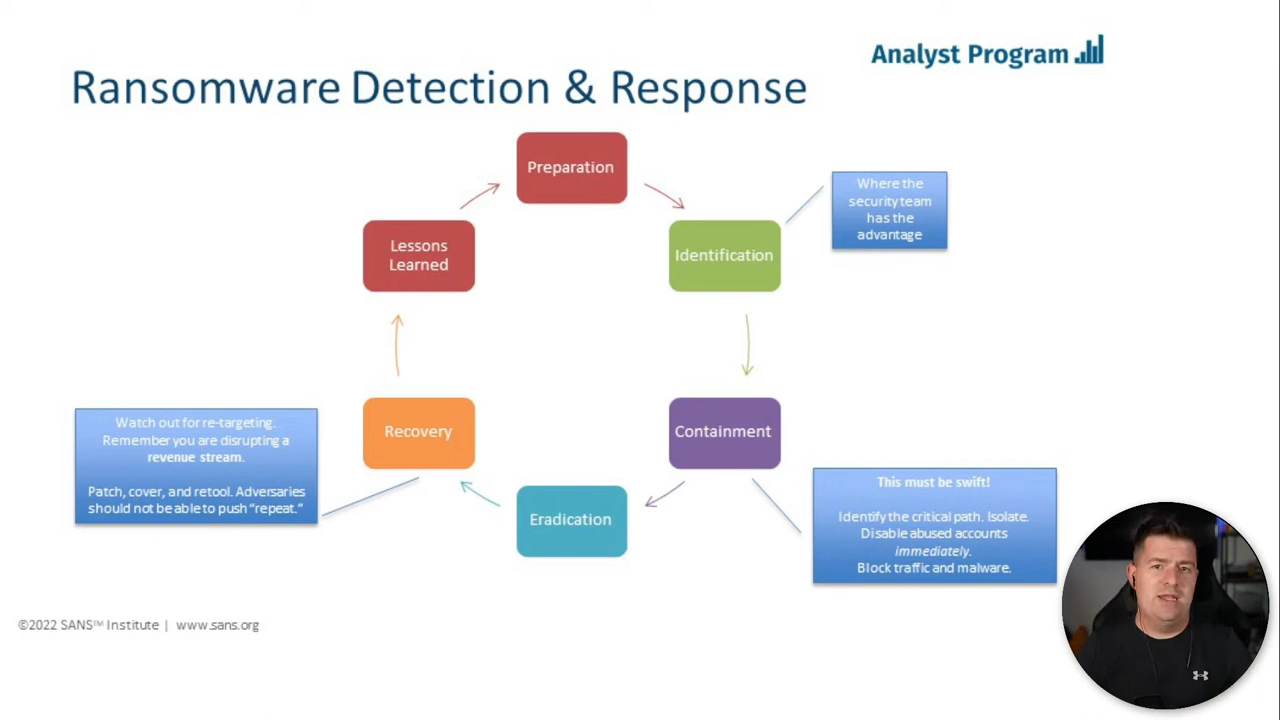 Analyst Program
Ransomware Detection & Response
Preparation
Where the
security team
has the
advantage
Identification
Lessons
Learned
Containment
This must be swift!
Identify the critical path. Isolate.
Disable abused accounts
immediately.
Block traffic and malware.
Eradication
Recovery
Watch out for re-targeting.
Remember you are disrupting a
revenue stream.
Patch, cover, and retool. Adversaries
should not be able to push “repeat.”
©2022 SANS™ Institute | www.sans.org